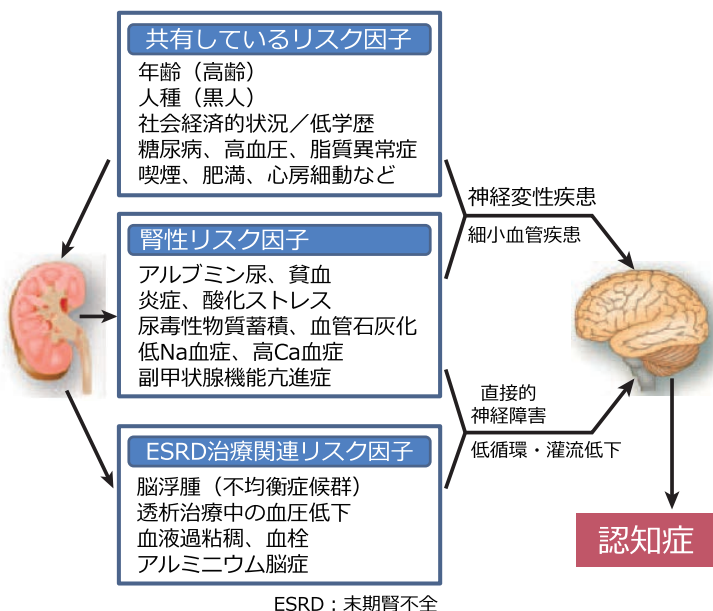 共有しているリスク因子
年齢（高齢）
人種（黒人）
社会経済的状況／低学歴
糖尿病、高血圧、脂質異常症
喫煙、肥満、心房細動など
腎性リスク因子
アルブミン尿、貧血
炎症、酸化ストレス
尿毒性物質蓄積、血管石灰化
低Na血症、高Ca血症
副甲状腺機能亢進症
ESRD治療関連リスク因子
脳浮腫（不均衡症候群）
透析治療中の血圧低下
血液過粘稠、血栓
アルミニウム脳症
神経変性疾患
細小血管疾患
直接的
神経障害
低循環・灌流低下
認知症
ESRD：末期腎不全